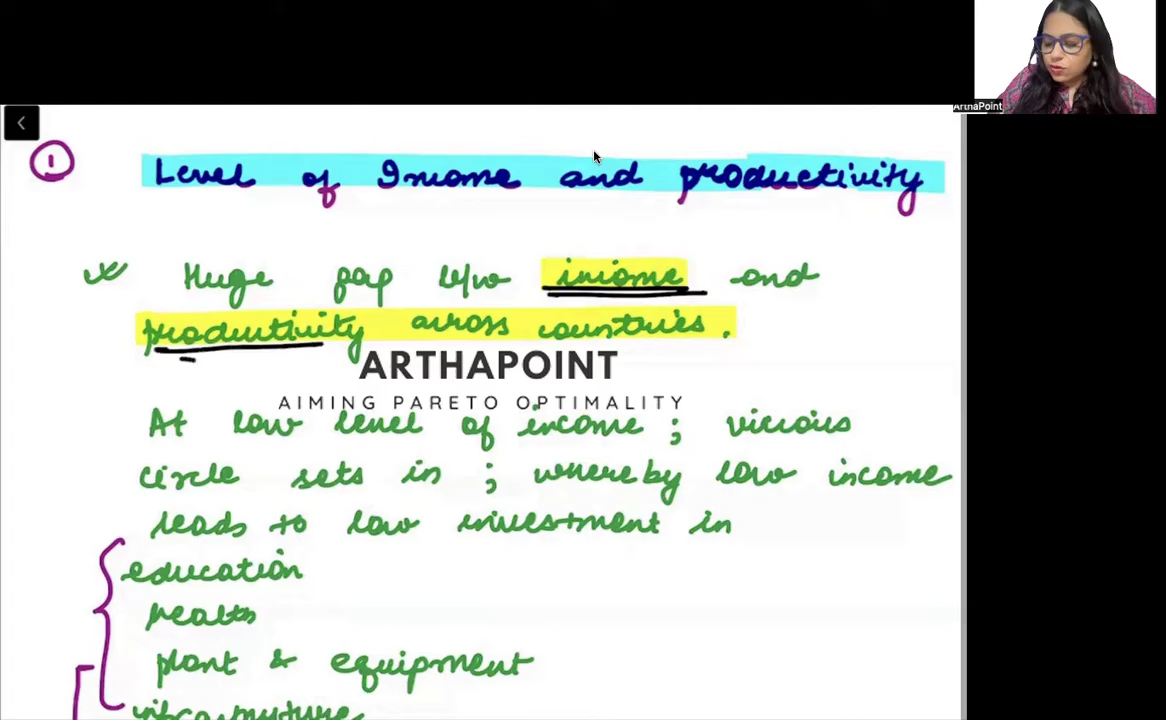 ArthaPoint
1 Level of Income and productivity
Huge gap b/w income and
productivity across countries.
ARTHAPOINT
AIMING PARETO OPTIMALITY
At low level of income; vicious
circle sets in; whereby low income
leads to low investment in
education
health
plant & equipment
infrastructure